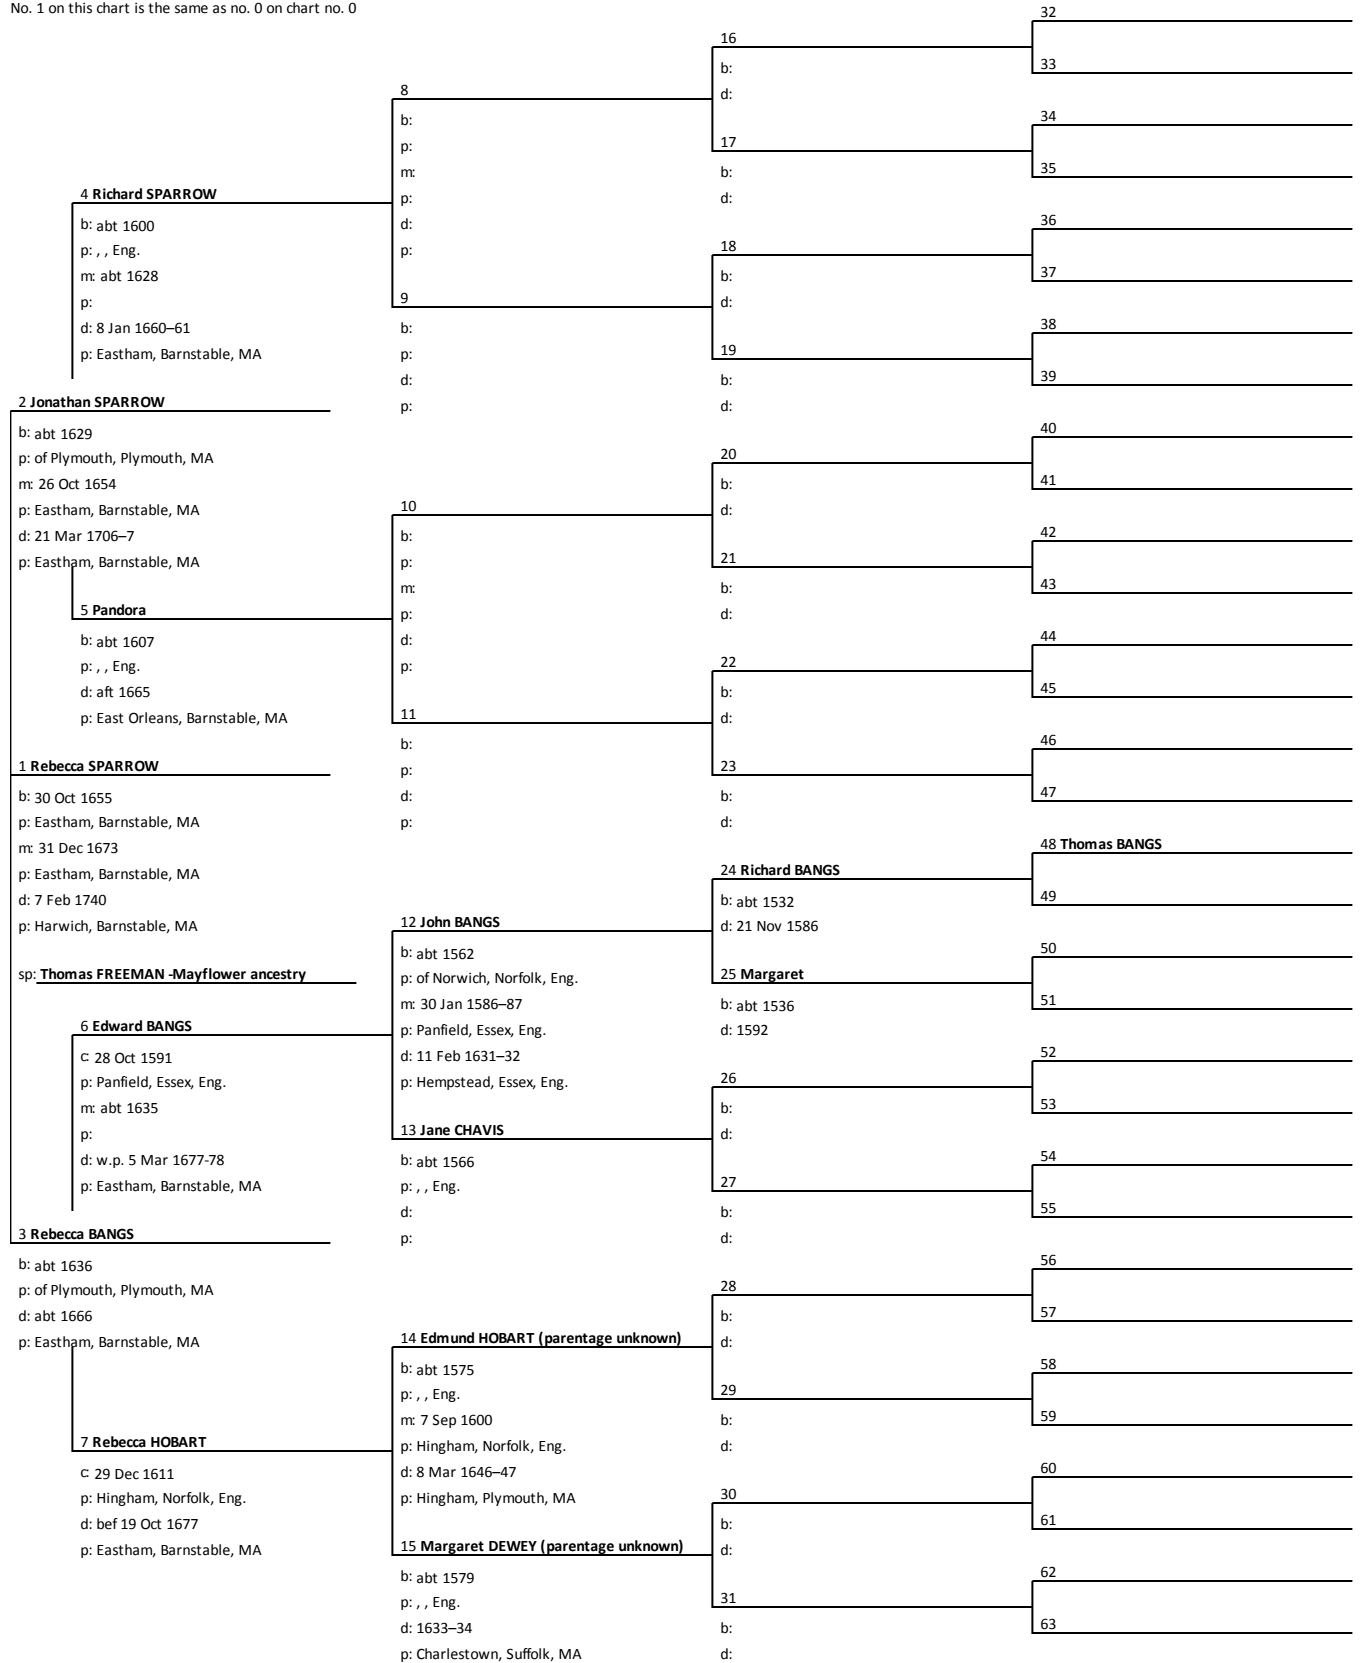 No. 1 on this chart is the same as no. 0 on chart no. 0
4 Richard SPARROW
b: abt 1600
p: , , Eng.
m: abt 1628
p:
d: 8 Jan 1660–61
p: Eastham, Barnstable, MA
2 Jonathan SPARROW
b: abt 1629
p: of Plymouth, Plymouth, MA
m: 26 Oct 1654
p: Eastham, Barnstable, MA
d: 21 Mar 1706–7
p: Eastham, Barnstable, MA
5 Pandora
b: abt 1607
p: , , Eng.
d: aft 1665
p: East Orleans, Barnstable, MA
1 Rebecca SPARROW
b: 30 Oct 1655
p: Eastham, Barnstable, MA
m: 31 Dec 1673
p: Eastham, Barnstable, MA
d: 7 Feb 1740
p: Harwich, Barnstable, MA
sp: Thomas FREEMAN -Mayflower ancestry
6 Edward BANGS
c: 28 Oct 1591
p: Panfield, Essex, Eng.
m: abt 1635
p:
d: w.p. 5 Mar 1677-78
p: Eastham, Barnstable, MA
3 Rebecca BANGS
b: abt 1636
p: of Plymouth, Plymouth, MA
d: abt 1666
p: Eastham, Barnstable, MA
7 Rebecca HOBART
c: 29 Dec 1611
p: Hingham, Norfolk, Eng.
d: bef 19 Oct 1677
p: Eastham, Barnstable, MA
8
b:
p:
m:
p:
d:
p:
9
b:
p:
d:
p:
10
b:
p:
m:
p:
d:
p:
11
b:
p:
d:
p:
12 John BANGS
b: abt 1562
p: of Norwich, Norfolk, Eng.
m: 30 Jan 1586–87
p: Panfield, Essex, Eng.
d: 11 Feb 1631–32
p: Hempstead, Essex, Eng.
13 Jane CHAVIS
b: abt 1566
p: , , Eng.
d:
p:
14 Edmund HOBART (parentage unknown)
b: abt 1575
p: , , Eng.
m: 7 Sep 1600
p: Hingham, Norfolk, Eng.
d: 8 Mar 1646–47
p: Hingham, Plymouth, MA
15 Margaret DEWEY (parentage unknown)
b: abt 1579
p: , , Eng.
d: 1633–34
p: Charlestown, Suffolk, MA
16
b:
d:
17
b:
d:
18
b:
d:
19
b:
d:
20
b:
d:
21
b:
d:
22
b:
d:
23
b:
d:
24 Richard BANGS
b: abt 1532
d: 21 Nov 1586
25 Margaret
b: abt 1536
d: 1592
26
b:
d:
27
b:
d:
28
b:
d:
29
b:
d:
30
b:
d:
31
b:
d:
32
33
34
35
36
37
38
39
40
41
42
43
44
45
46
47
48 Thomas BANGS
49
50
51
52
53
54
55
56
57
58
59
60
61
62
63